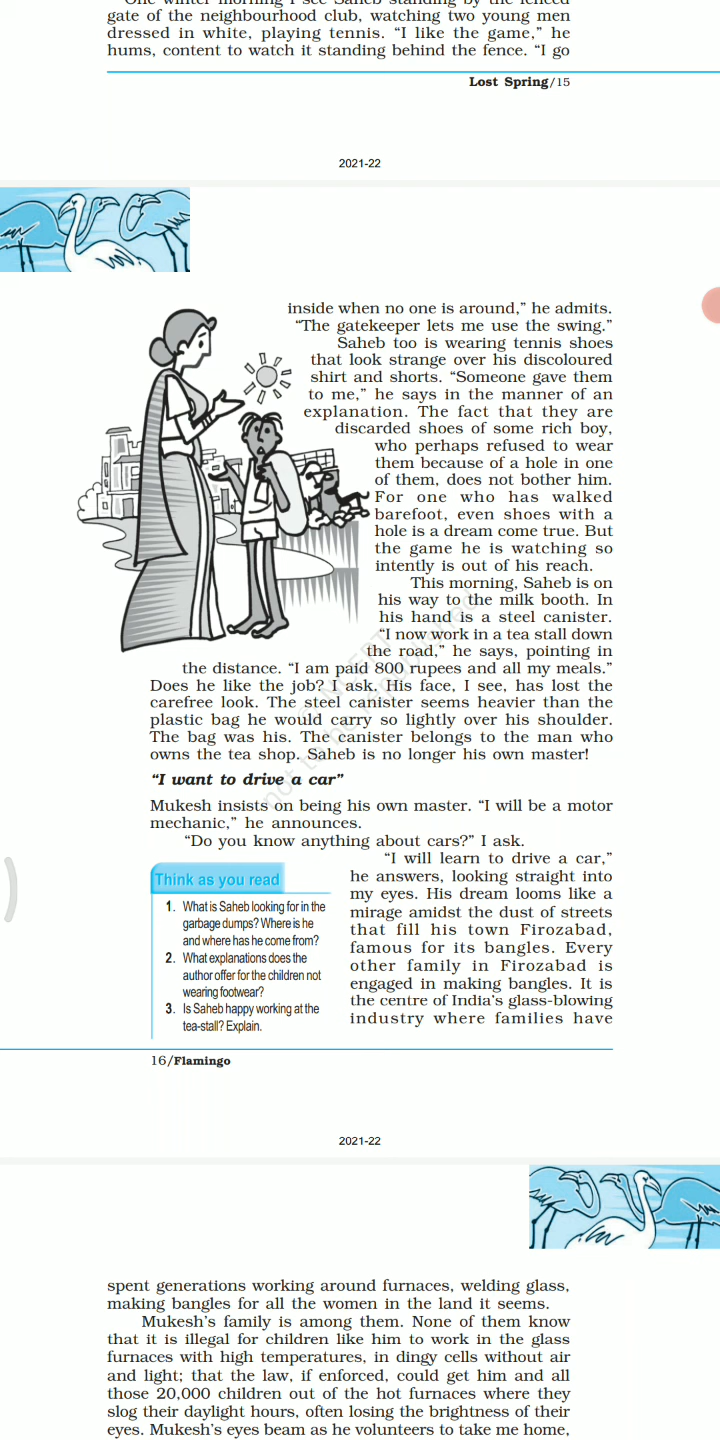 One winter morning I see Saheb standing by the fenced
gate of the neighbourhood club, watching two young men
dressed in white, playing tennis. “I like the game,” he
hums, content to watch it standing behind the fence. “I go
Lost Spring/15
2021-22
inside when no one is around,” he admits.
“The gatekeeper lets me use the swing.”
Saheb too is wearing tennis shoes
that look strange over his discoloured
shirt and shorts. “Someone gave them
to me,” he says in the manner of an
explanation. The fact that they are
discarded shoes of some rich boy,
who perhaps refused to wear
them because of a hole in one
of them, does not bother him.
For one who has walked
barefoot, even shoes with a
hole is a dream come true. But
the game he is watching so
intently is out of his reach.
This morning, Saheb is on
his way to the milk booth. In
his hand is a steel canister.
“I now work in a tea stall down
the road,” he says, pointing in
the distance. “I am paid 800 rupees and all my meals.”
Does he like the job? I ask. His face, I see, has lost the
carefree look. The steel canister seems heavier than the
plastic bag he would carry so lightly over his shoulder.
The bag was his. The canister belongs to the man who
owns the tea shop. Saheb is no longer his own master!
“I want to drive a car”
Mukesh insists on being his own master. “I will be a motor
mechanic,” he announces.
“Do you know anything about cars?” I ask.
“I will learn to drive a car,”
he answers, looking straight into
my eyes. His dream looms like a
mirage amidst the dust of streets
that fill his town Firozabad,
famous for its bangles. Every
other family in Firozabad is
engaged in making bangles. It is
the centre of India’s glass-blowing
industry where families have
Think as you read
1. What is Saheb looking for in the
garbage dumps? Where is he
and where has he come from?
2. What explanations does the
author offer for the children not
wearing footwear?
3. Is Saheb happy working at the
tea-stall? Explain.
16/Flamingo
© NCERT
not to be republished
2021-22
spent generations working around furnaces, welding glass,
making bangles for all the women in the land it seems.
Mukesh’s family is among them. None of them know
that it is illegal for children like him to work in the glass
furnaces with high temperatures, in dingy cells without air
and light; that the law, if enforced, could get him and all
those 20,000 children out of the hot furnaces where they
slog their daylight hours, often losing the brightness of their
eyes. Mukesh’s eyes beam as he volunteers to take me home,